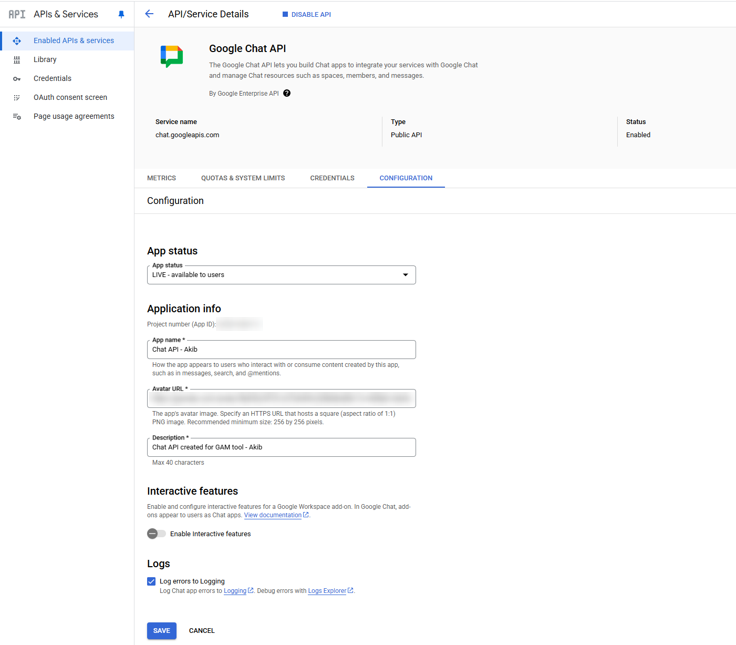 API APIs & Services
Enabled APIs & services
Library
Credentials
OAuth consent screen
Page usage agreements
API/Service Details
DISABLE API
Google Chat API
The Google Chat API lets you build Chat apps to integrate your services with Google Chat
and manage Chat resources such as spaces, members, and messages.
By Google Enterprise API
Service name
chat.googleapis.com
Type
Public API
Status
Enabled
METRICS QUOTAS & SYSTEM LIMITS CREDENTIALS CONFIGURATION
Configuration
App status
App status
LIVE - available to users
Application info
Project number (App ID):
App name *
Chat API - Akib
How the app appears to users who interact with or consume content created by this app,
such as in messages, search, and @mentions.
Avatar URL *
The app's avatar image. Specify an HTTPS URL that hosts a square (aspect ratio of 1:1)
PNG image. Recommended minimum size: 256 by 256 pixels.
Description *
Chat API created for GAM tool - Akib
Max 40 characters
Interactive features
Enable and configure interactive features for a Google Workspace add-on. In Google Chat, add-
ons appear to users as Chat apps. View documentation.
Enable Interactive features
Logs
Log errors to Logging
Log Chat app errors to Logging. Debug errors with Logs Explorer.
SAVE CANCEL